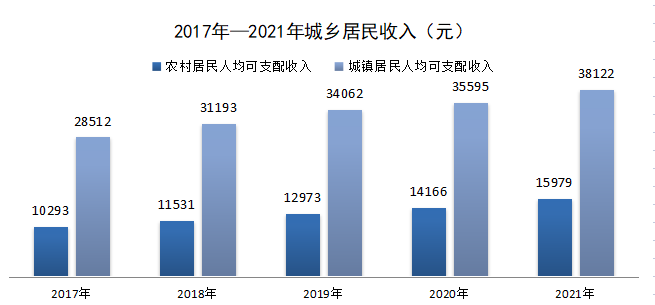 2017年—2021年城乡居民收入（元）
农村居民人均可支配收入 城镇居民人均可支配收入
10293 28512 11531 31193 12973 34062 14166 35595 15979 38122
2017年 2018年 2019年 2020年 2021年